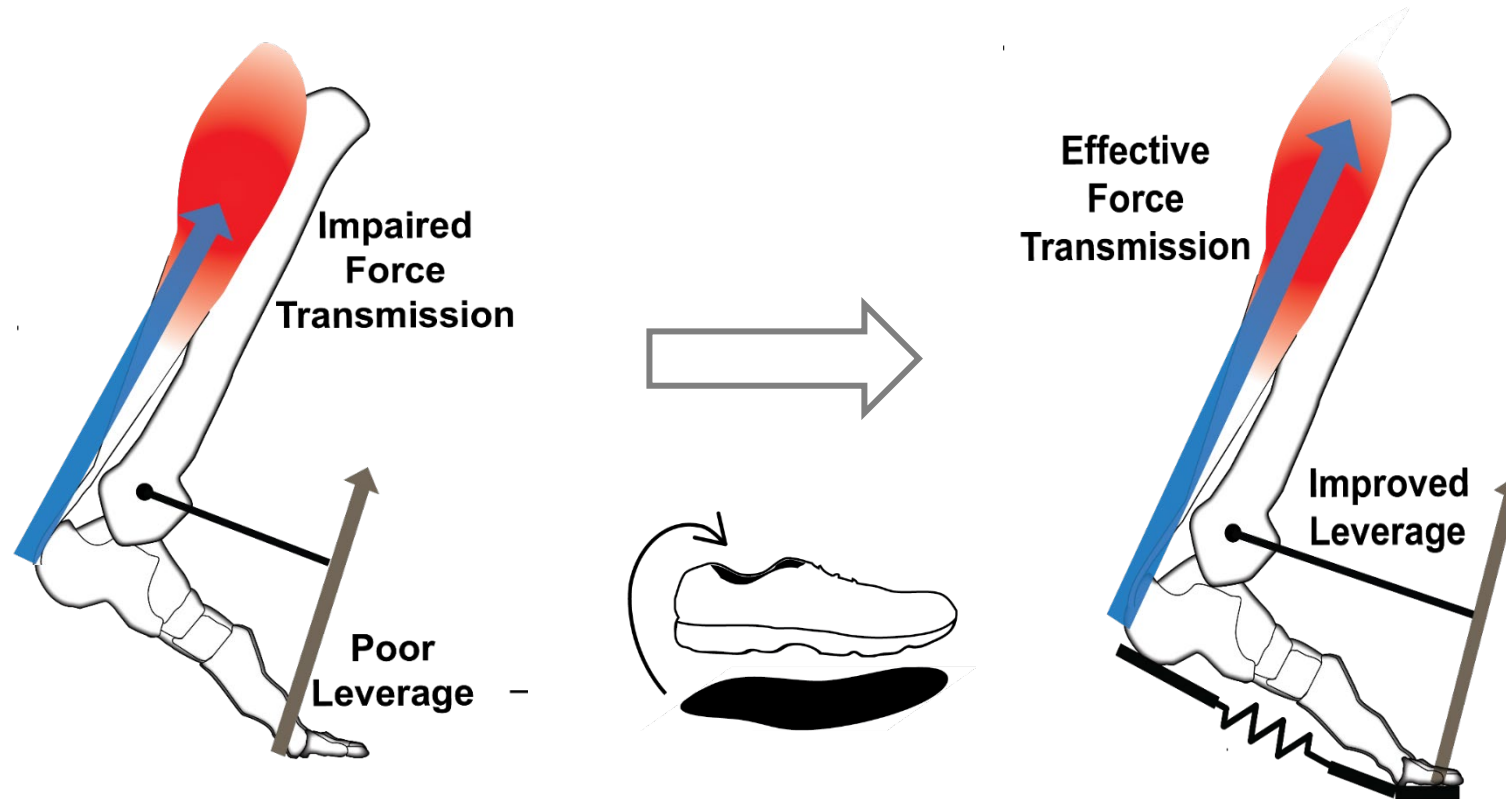 Impaired
Force
Transmission
Poor
Leverage
Effective
Force
Transmission
Improved
Leverage